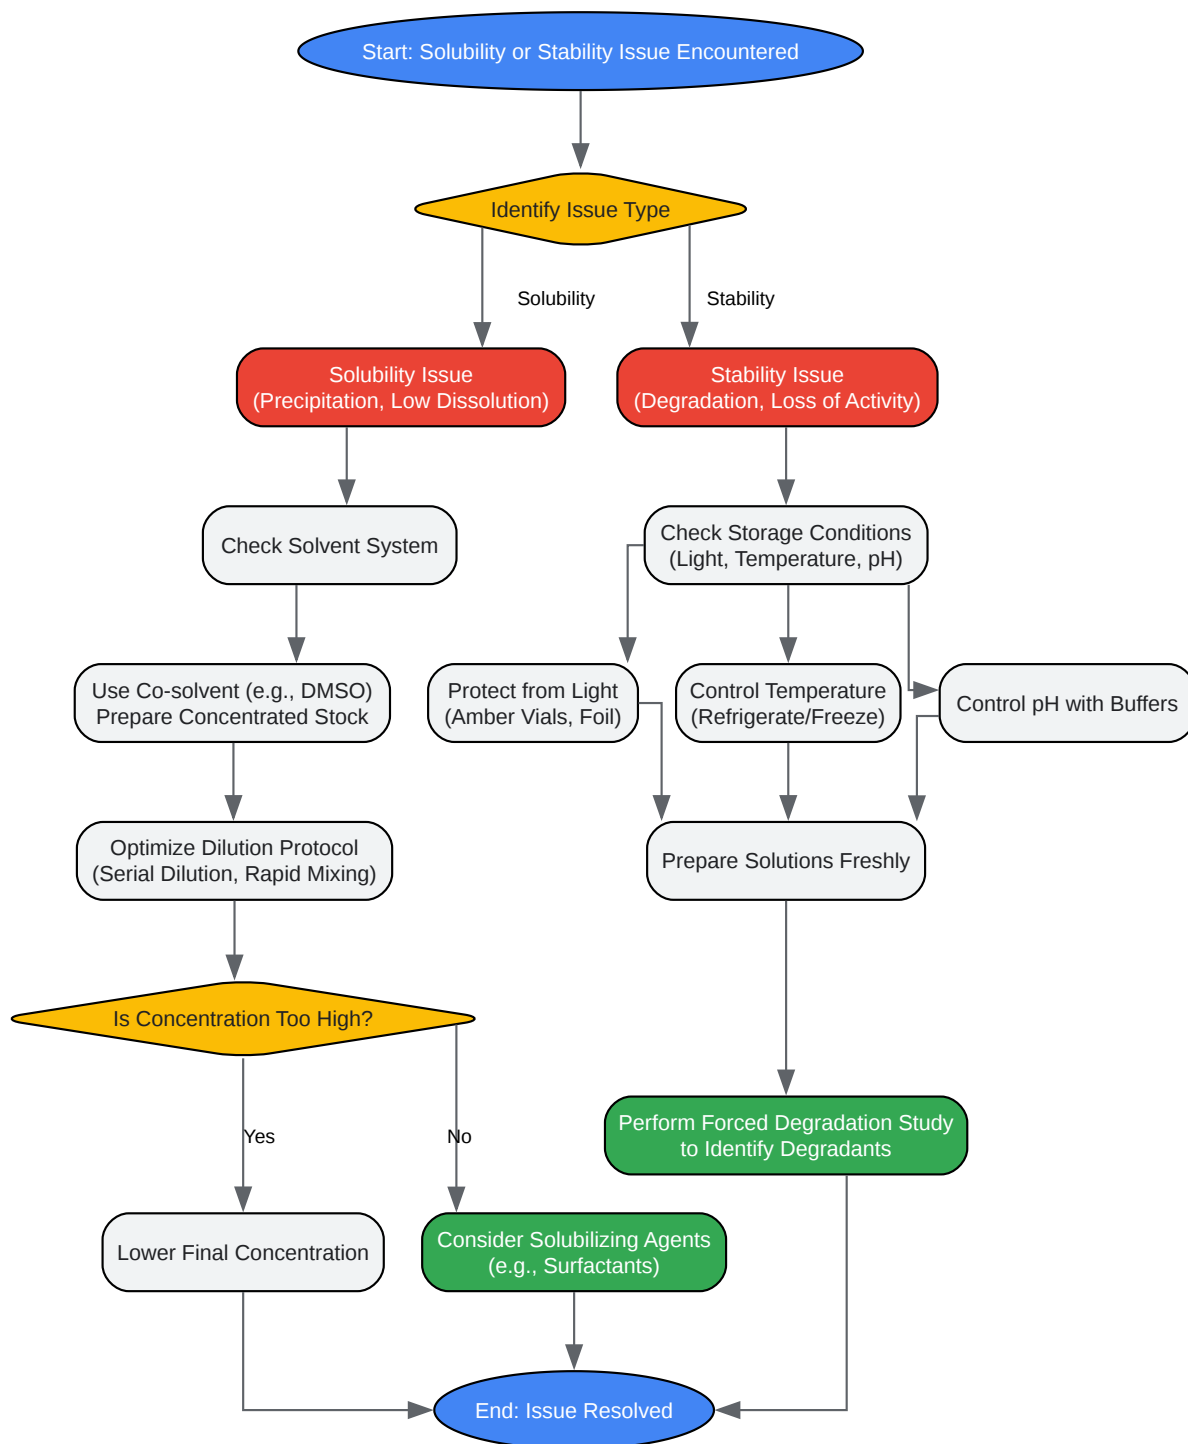 Start: Solubility or Stability Issue Encountered
Identify Issue Type
Solubility
Stability
Solubility Issue
(Precipitation, Low Dissolution)
Stability Issue
(Degradation, Loss of Activity)
Check Solvent System
Check Storage Conditions
(Light, Temperature, pH)
Use Co-solvent (e.g., DMSO)
Prepare Concentrated Stock
Protect from Light
(Amber Vials, Foil)
Control Temperature
(Refrigerate/Freeze)
Control pH with Buffers
Optimize Dilution Protocol
(Serial Dilution, Rapid Mixing)
Prepare Solutions Freshly
Is Concentration Too High?
Yes
No
Perform Forced Degradation Study
to Identify Degradants
Lower Final Concentration
Consider Solubilizing Agents
(e.g., Surfactants)
End: Issue Resolved